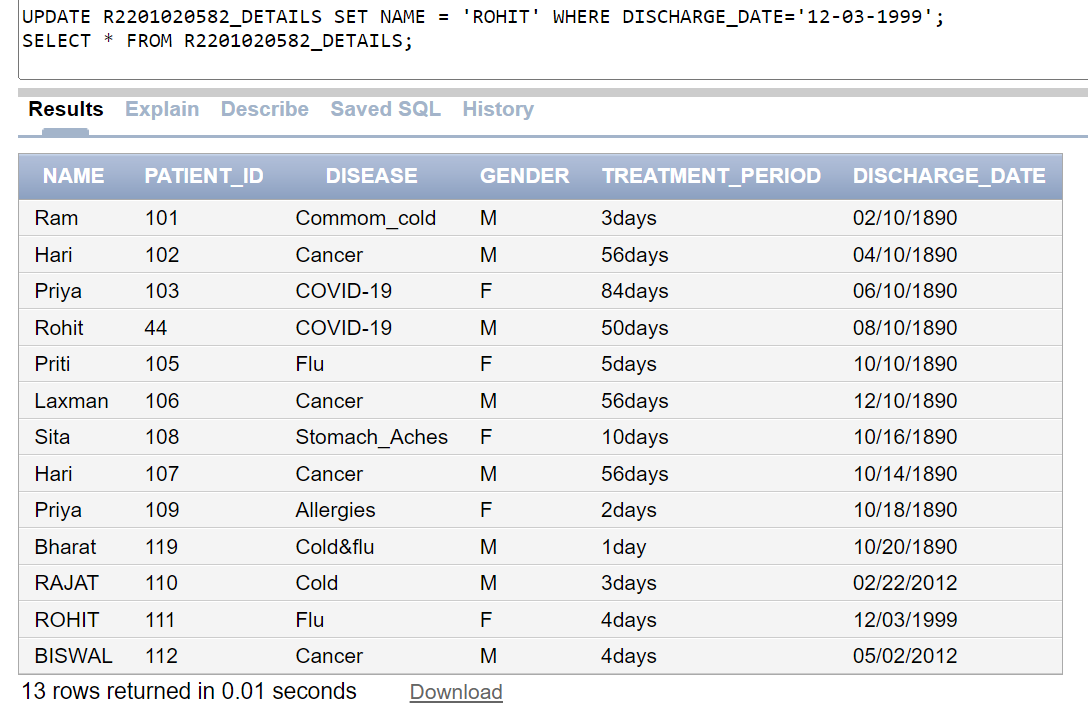 UPDATE R2201020582_DETAILS SET NAME = 'ROHIT' WHERE DISCHARGE_DATE='12-03-1999';
SELECT * FROM R2201020582_DETAILS;
Results Explain Describe Saved SQL History
NAME PATIENT_ID DISEASE GENDER TREATMENT_PERIOD DISCHARGE_DATE
Ram 101 Commom_cold M 3days 02/10/1890
Hari 102 Cancer M 56days 04/10/1890
Priya 103 COVID-19 F 84days 06/10/1890
Rohit 44 COVID-19 M 50days 08/10/1890
Priti 105 Flu F 5days 10/10/1890
Laxman 106 Cancer M 56days 12/10/1890
Sita 108 Stomach_Aches F 10days 10/16/1890
Hari 107 Cancer M 56days 10/14/1890
Priya 109 Allergies F 2days 10/18/1890
Bharat 119 Cold&flu M 1day 10/20/1890
RAJAT 110 Cold M 3days 02/22/2012
ROHIT 111 Flu F 4days 12/03/1999
BISWAL 112 Cancer M 4days 05/02/2012
13 rows returned in 0.01 seconds Download